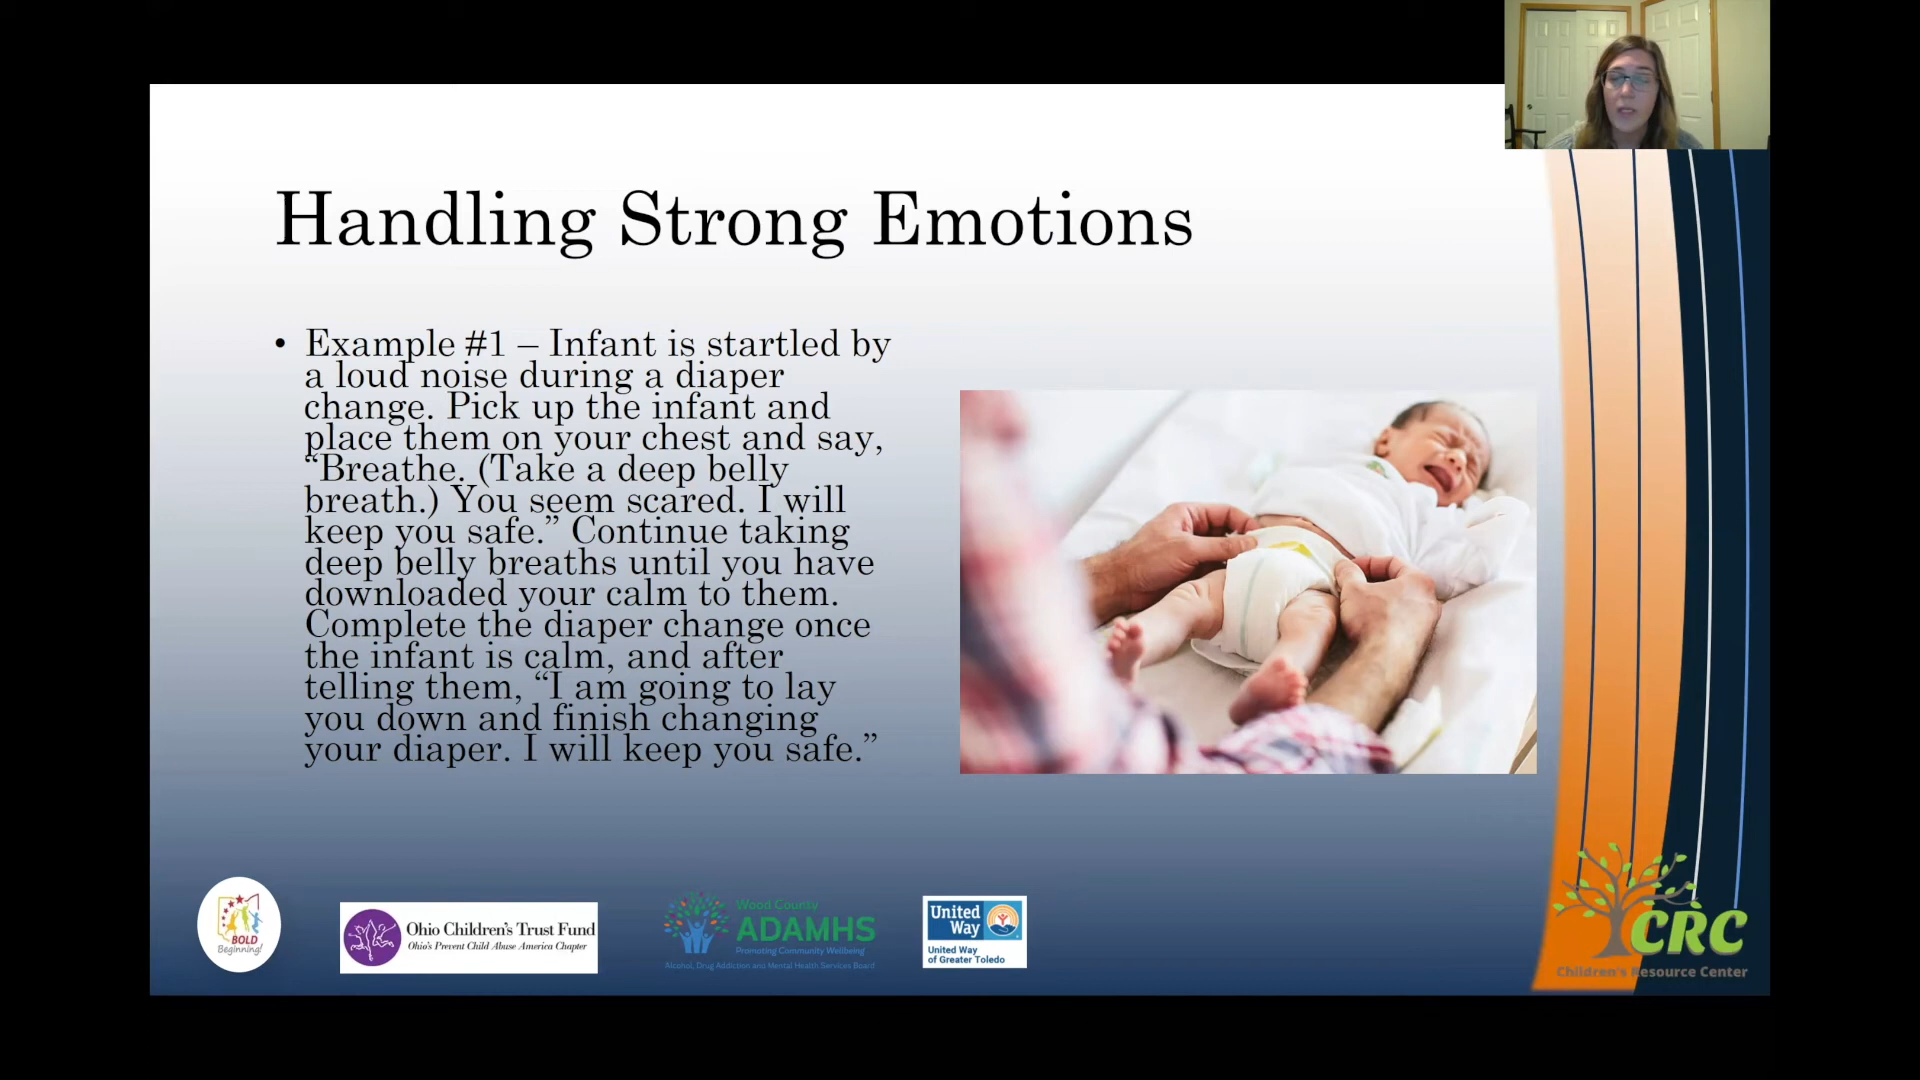 Handling Strong Emotions
• Example #1 – Infant is startled by
a loud noise during a diaper
change. Pick up the infant and
place them on your chest and say,
“Breathe. (Take a deep belly
breath.) You seem scared. I will
keep you safe.” Continue taking
deep belly breaths until you have
downloaded your calm to them.
Complete the diaper change once
the infant is calm, and after
telling them, “I am going to lay
you down and finish changing
your diaper. I will keep you safe.”
BOLD
Beginning!
Ohio Children's Trust Fund
Ohio's Prevent Child Abuse America Chapter
Wood County
ADAMHS
Promoting Community Wellbeing
Alcohol, Drug Addiction and Mental Health Services Board
United
Way
United Way
of Greater Toledo
CRC
Children's Resource Center